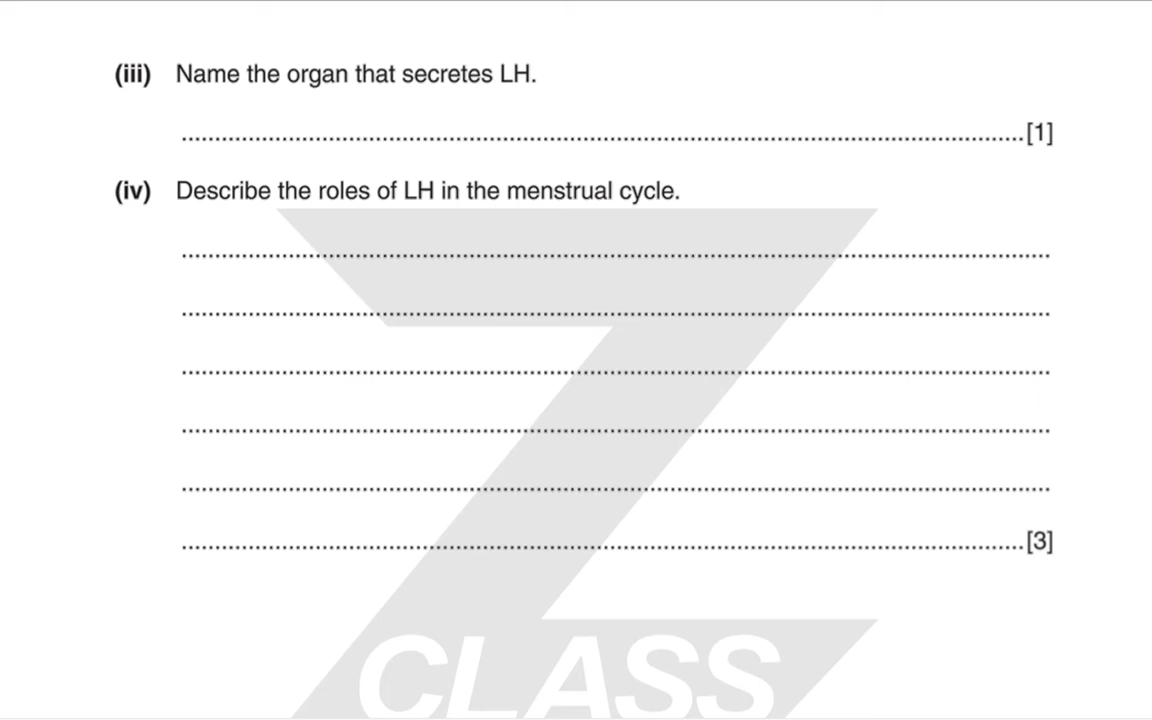 (iii) Name the organ that secretes LH.
..........................................................................................................................[1]
(iv) Describe the roles of LH in the menstrual cycle.
..............................................................................................................................
..............................................................................................................................
..............................................................................................................................
..............................................................................................................................
..............................................................................................................................
..........................................................................................................................[3]
CLASS